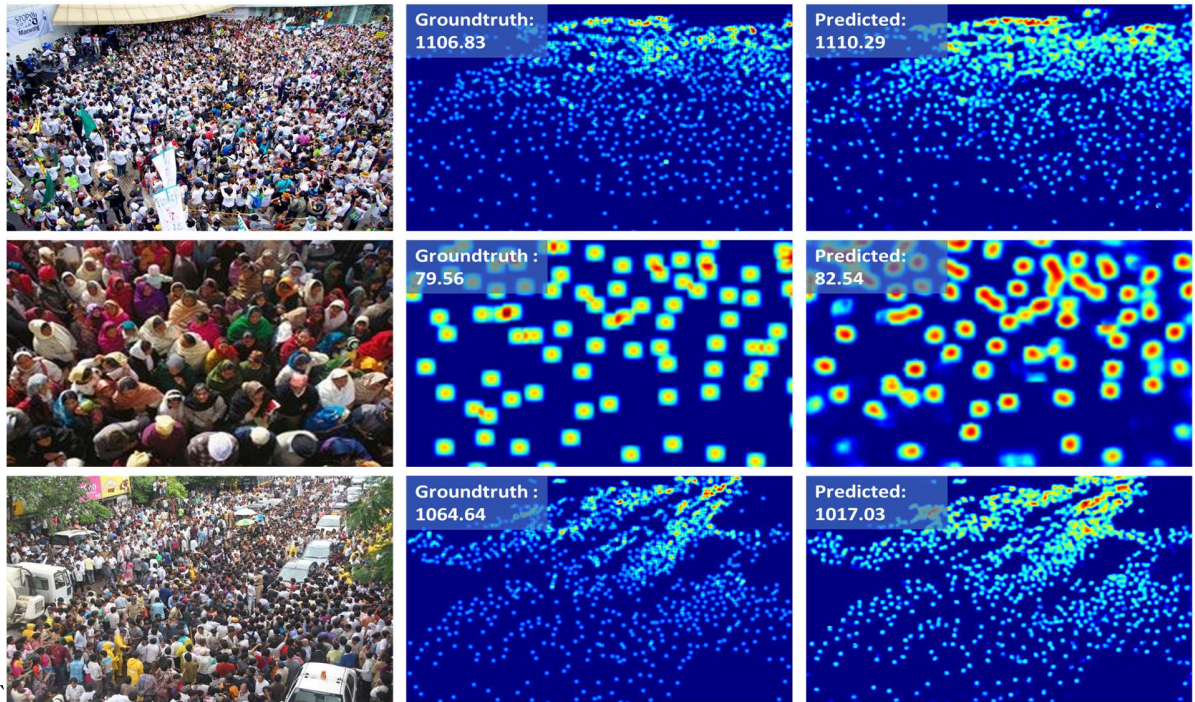 Groundtruth:
1106.83
Predicted:
1110.29
Groundtruth :
79.56
Predicted:
82.54
Groundtruth :
1064.64
Predicted:
1017.03